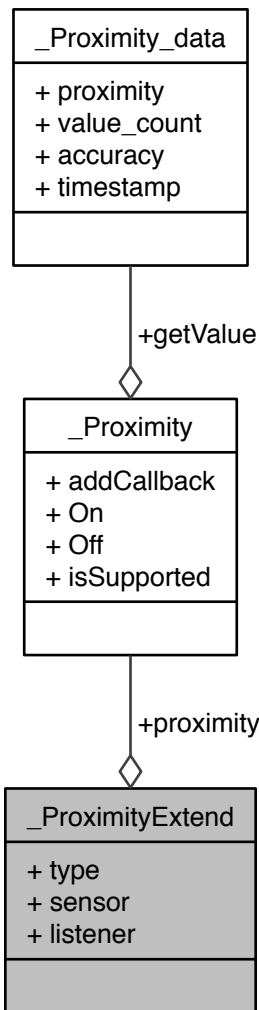 _Proximity_data
+ proximity
+ value_count
+ accuracy
+ timestamp
+getValue
_Proximity
+ addCallback
+ On
+ Off
+ isSupported
+proximity
_ProximityExtend
+ type
+ sensor
+ listener